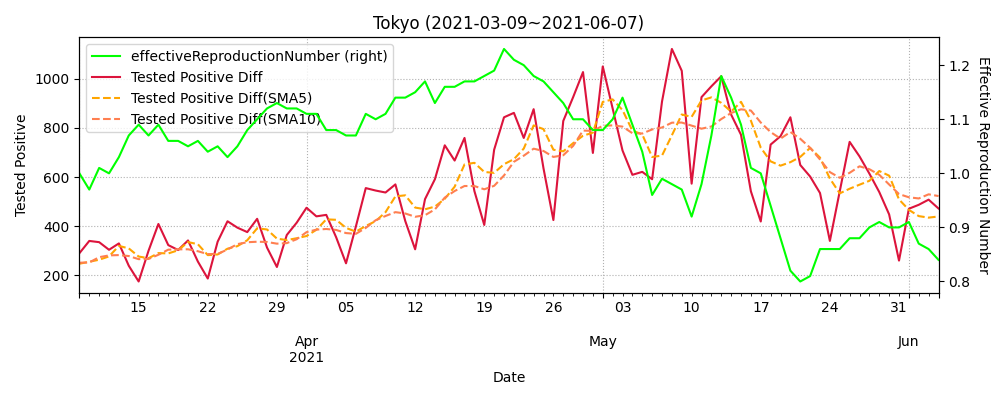 Tokyo (2021-03-09~2021-06-07)
effectiveReproductionNumber (right)
Tested Positive Diff
Tested Positive Diff(SMA5)
Tested Positive Diff(SMA10)
Tested Positive
1000
800
600
400
200
Effective Reproduction Number
1.2
1.1
1.0
0.9
0.8
15 22 29 05 12 19 26 03 10 17 24 31
Apr May Jun
2021
Date